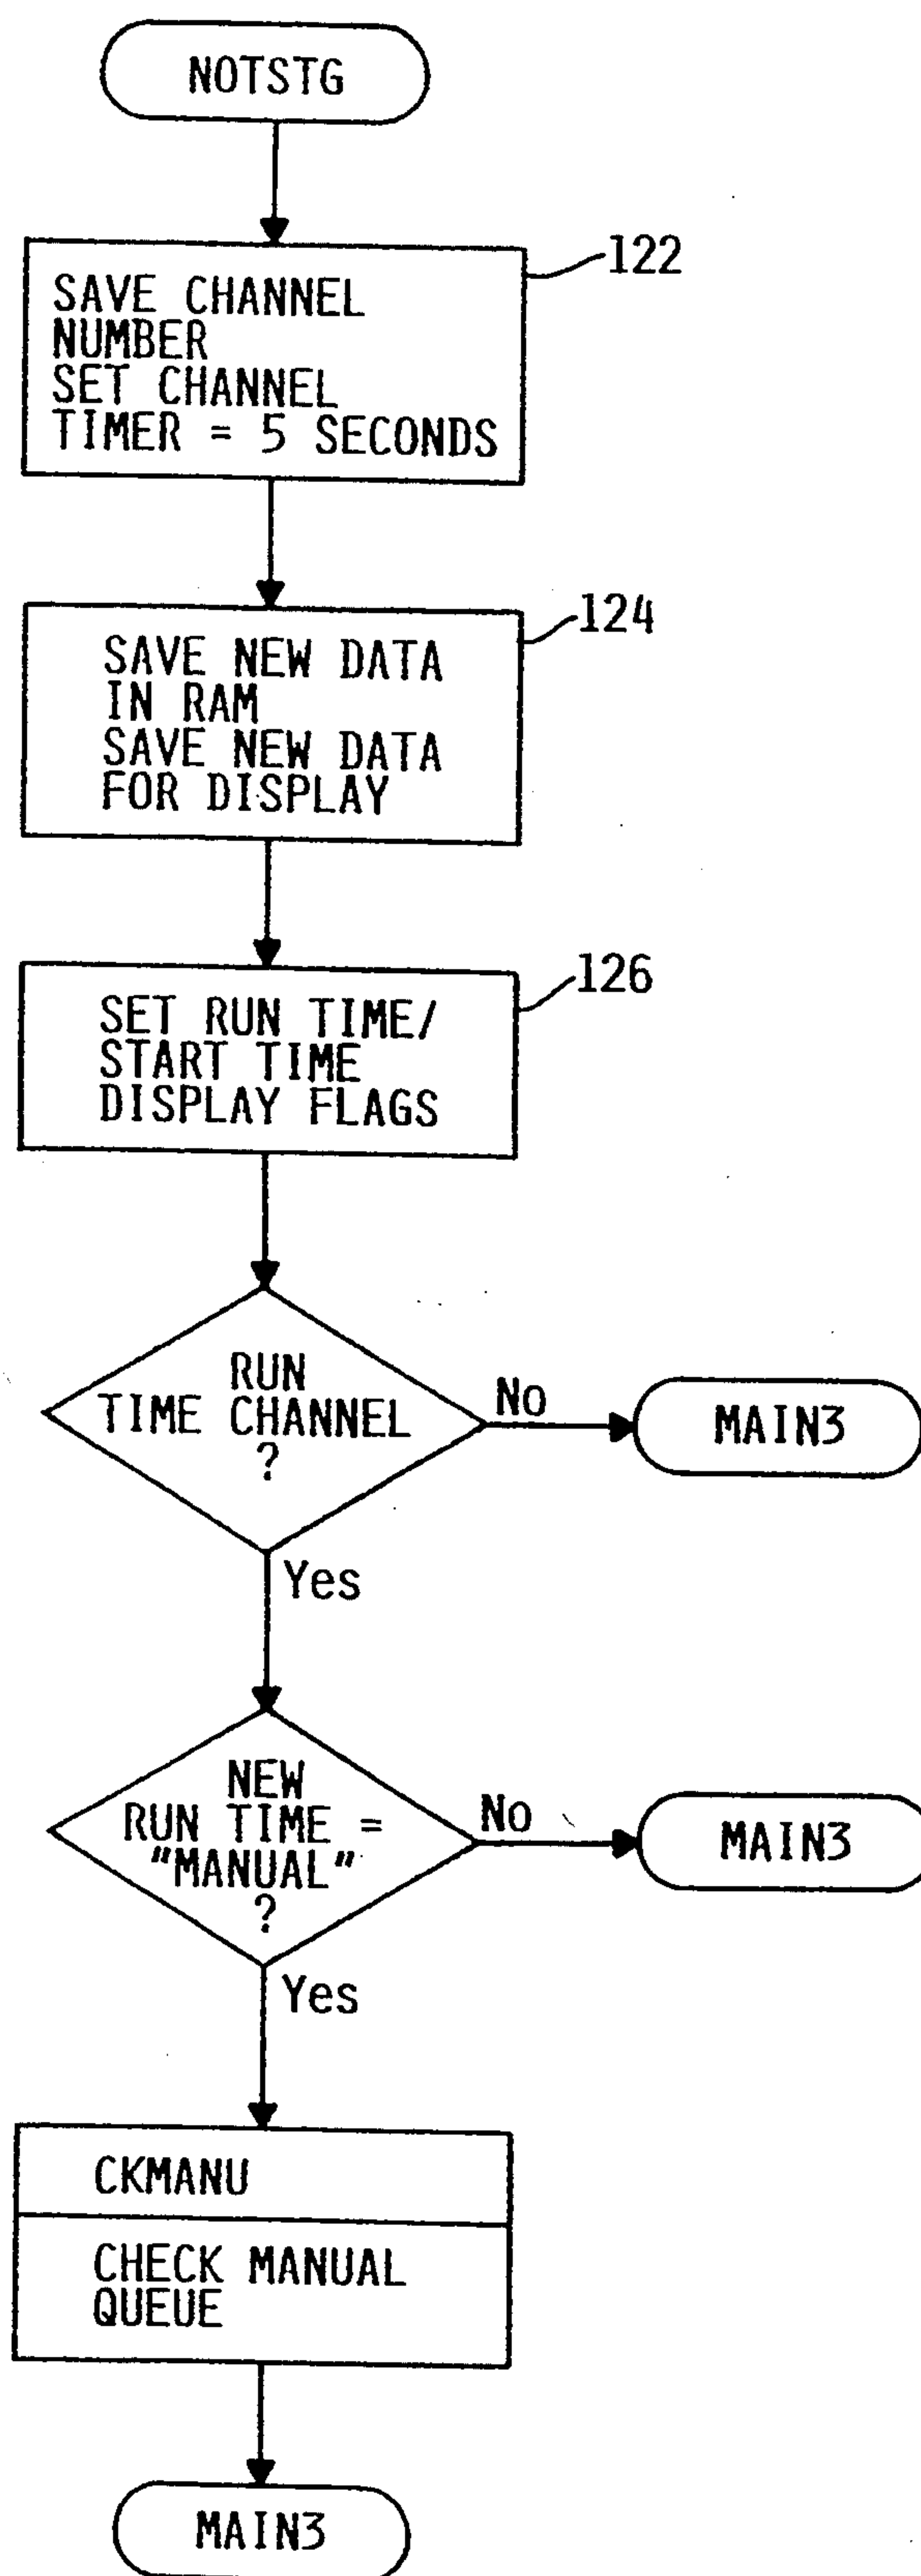 NOTSTG
122
SAVE CHANNEL
NUMBER
SET CHANNEL
TIMER = 5 SECONDS
124
SAVE NEW DATA
IN RAM
SAVE NEW DATA
FOR DISPLAY
126
SET RUN TIME/
START TIME
DISPLAY FLAGS
RUN
TIME CHANNEL
?
No
MAIN3
Yes
NEW
RUN TIME =
"MANUAL"
?
No
MAIN3
Yes
CKMANU
CHECK MANUAL
QUEUE
MAIN3